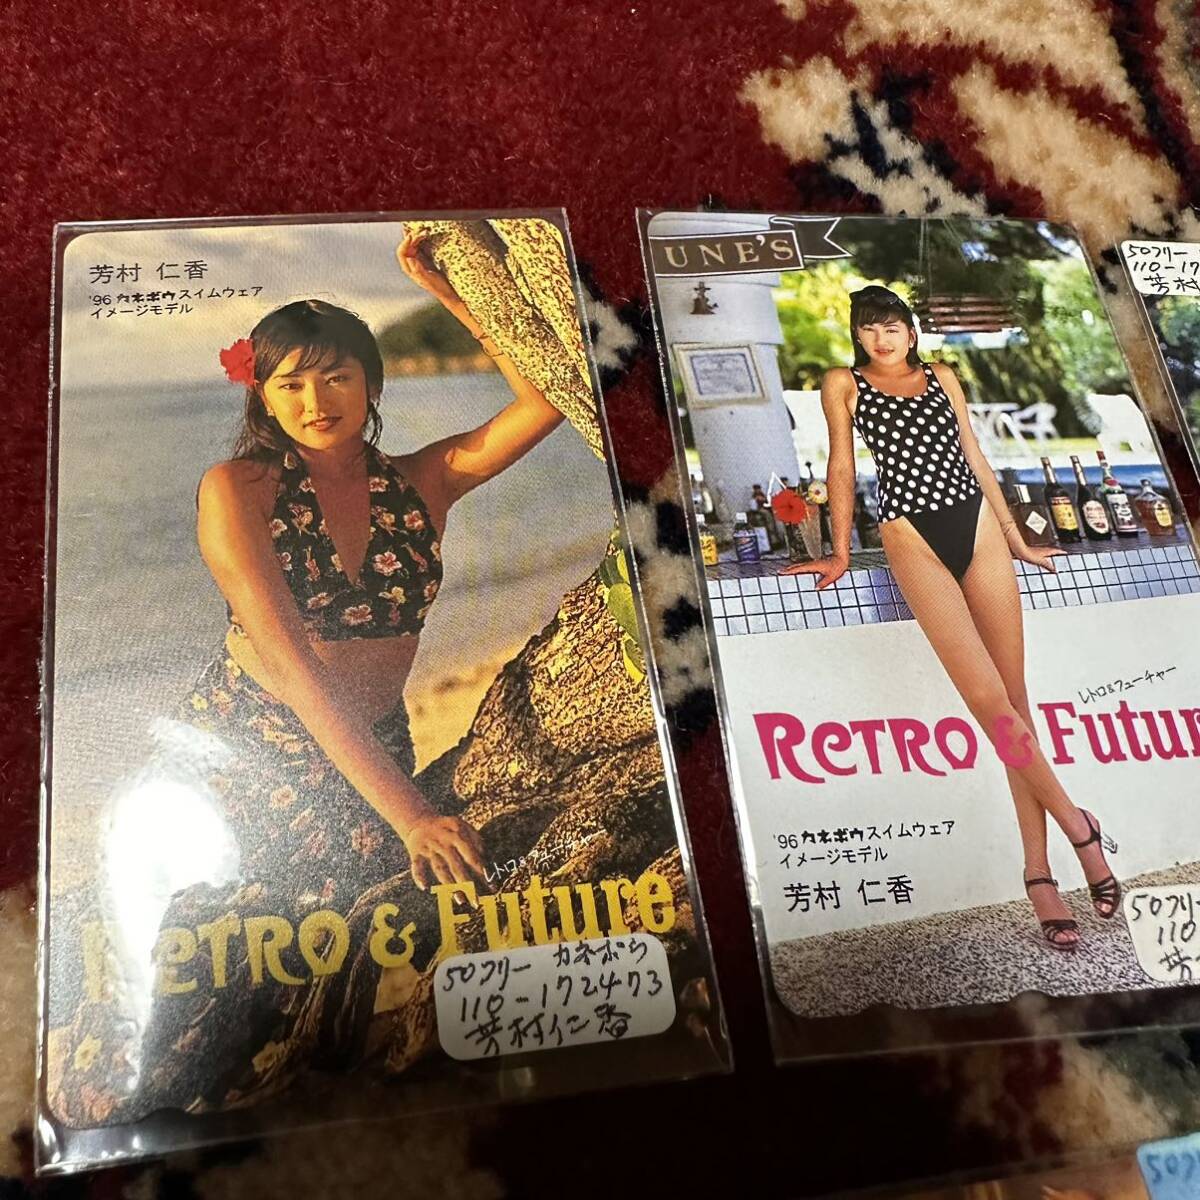 芳村 仁香
'96 カネボウスイムウェア
イメージモデル
レトロ&フューチャー
RETRO & Future
50フリー カネボウ
110-172473
芳村仁香
UNE'S
レトロ&フューチャー
RETRO & Futur
'96 カネボウスイムウェア
イメージモデル
芳村 仁香
50フリー
110-17
芳村
50フリー
110
芳
507